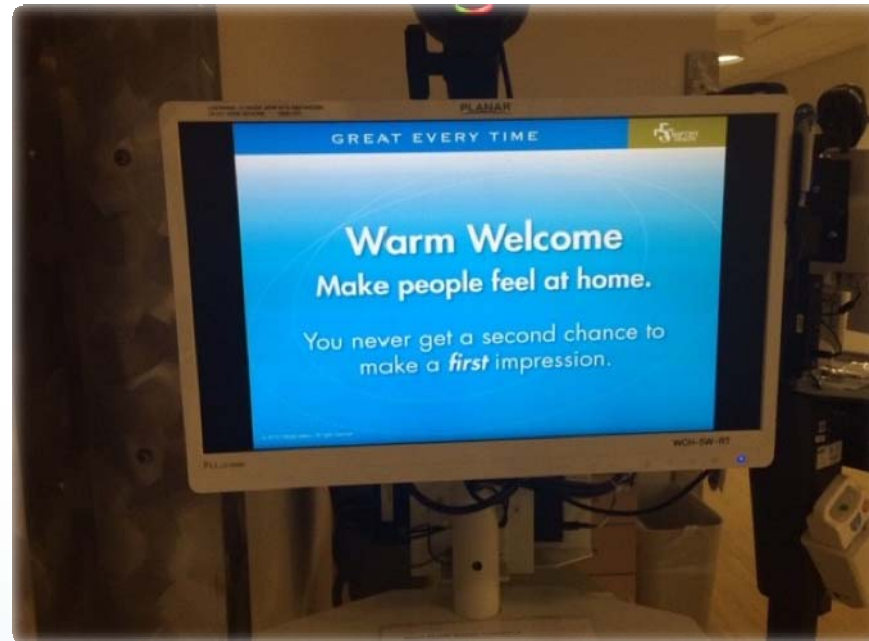 PLANAR
GREAT EVERY TIME
Warm Welcome
Make people feel at home.
You never get a second chance to
make a first impression.
WCH-5W-RT